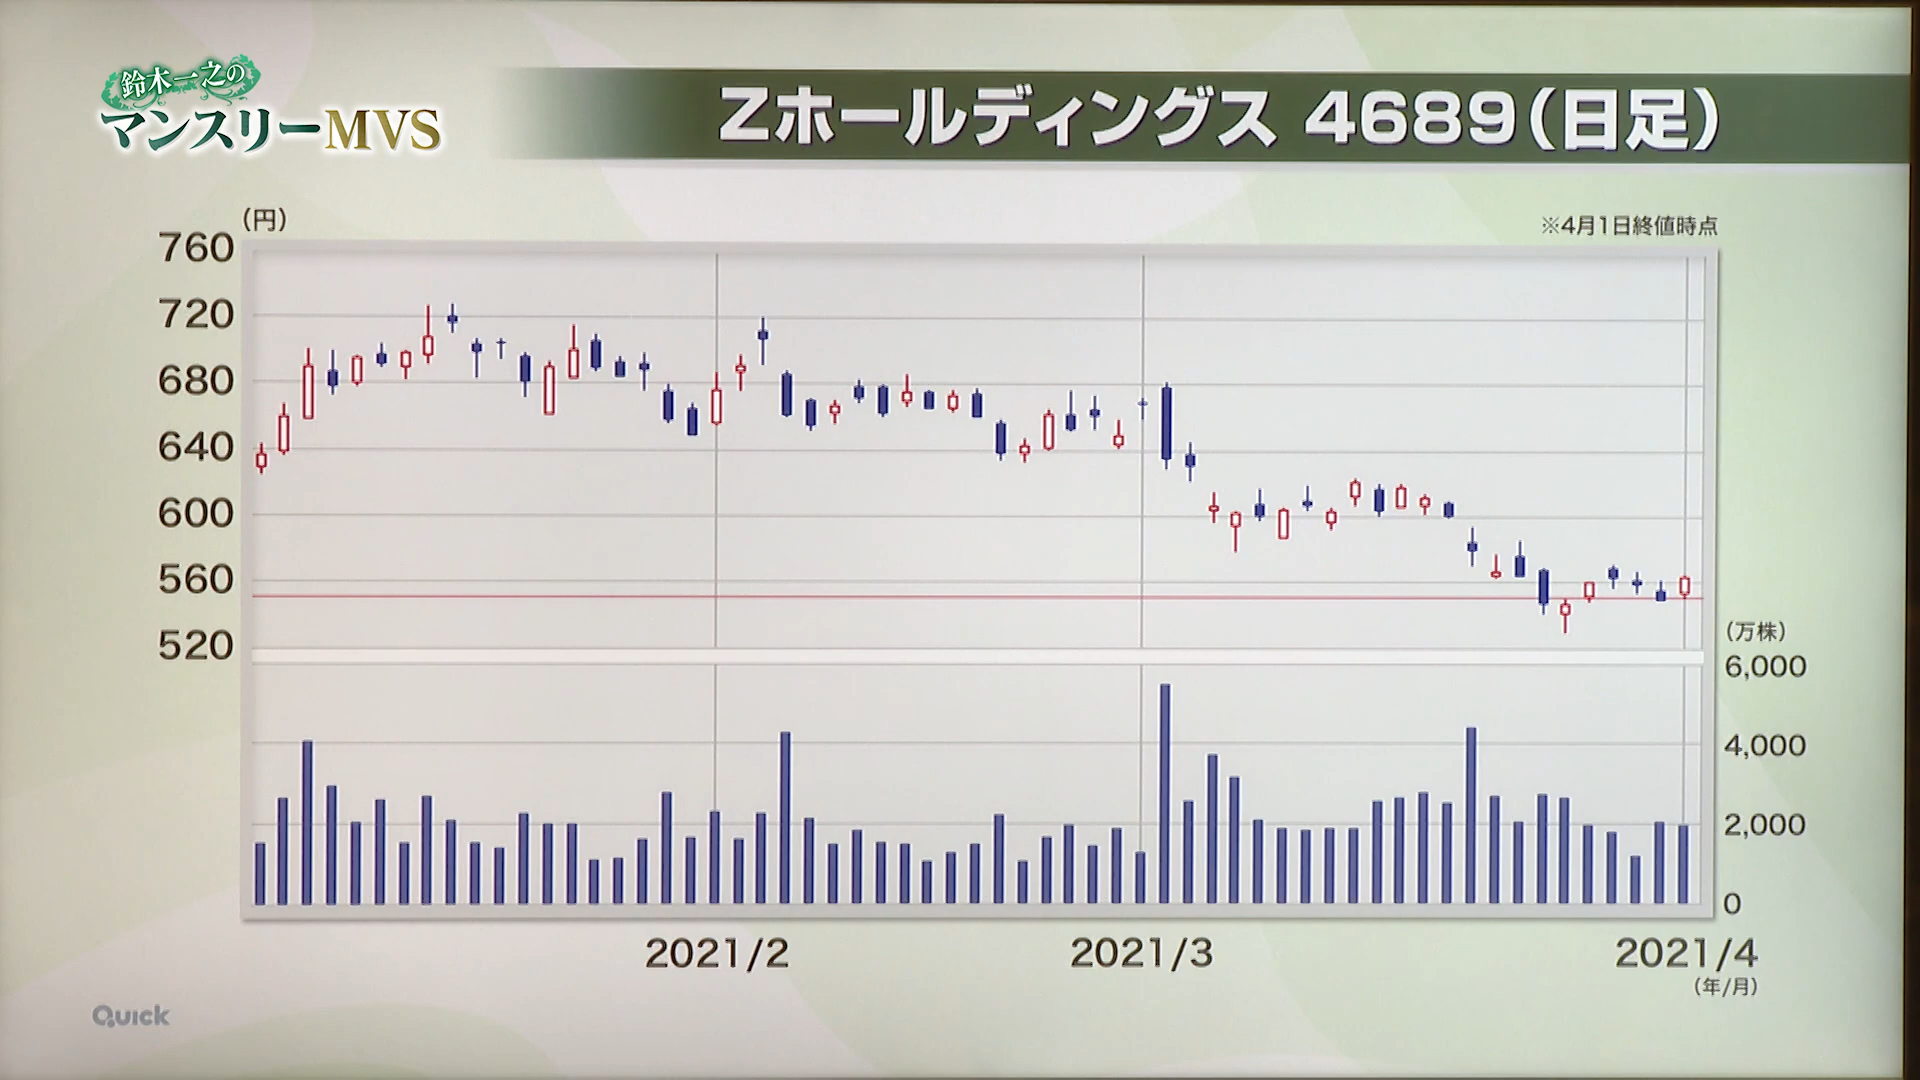 鈴木一之の
マンスリーMVS
Zホールディングス 4689(日足)
(円)
※4月1日終値時点
760
720
680
640
600
560
520
(万株)
6,000
4,000
2,000
0
2021/2
2021/3
2021/4
(年/月)
Quick